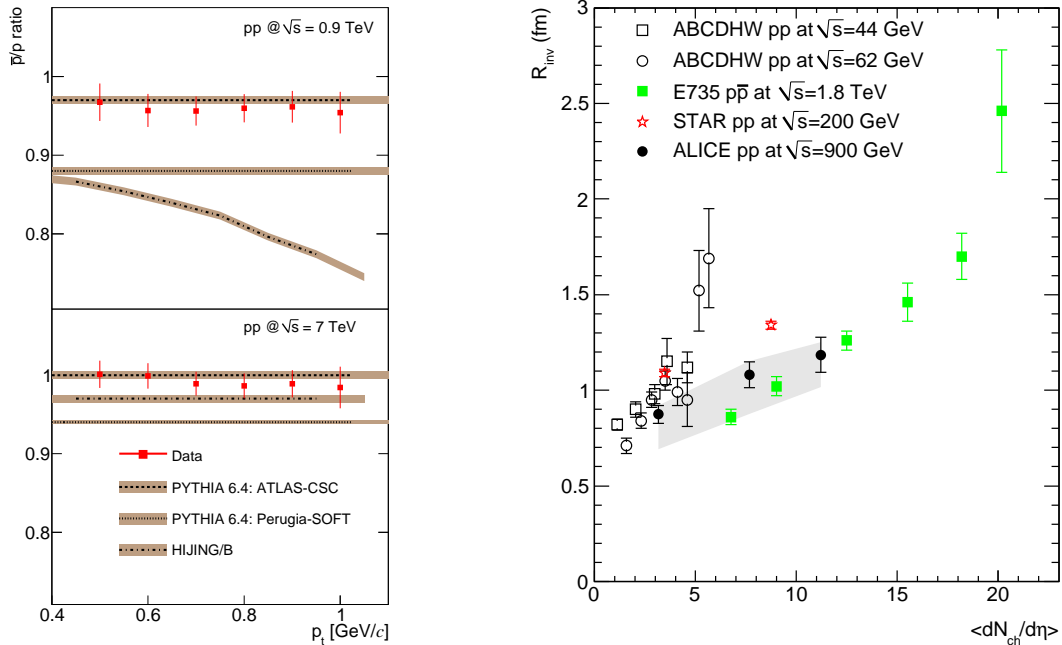 pp @ √s = 0.9 TeV
p̄/p ratio
1
0.9
0.8
pp @ √s = 7 TeV
1
0.9
0.8
Data
PYTHIA 6.4: ATLAS-CSC
PYTHIA 6.4: Perugia-SOFT
HIJING/B
0.4 0.6 0.8 1
p_t [GeV/c]
R_inv (fm)
3
2.5
2
1.5
1
0.5
0
ABCDHW pp at √s=44 GeV
ABCDHW pp at √s=62 GeV
E735 pp̄ at √s=1.8 TeV
STAR pp at √s=200 GeV
ALICE pp at √s=900 GeV
0 5 10 15 20
<dN_ch/dη>